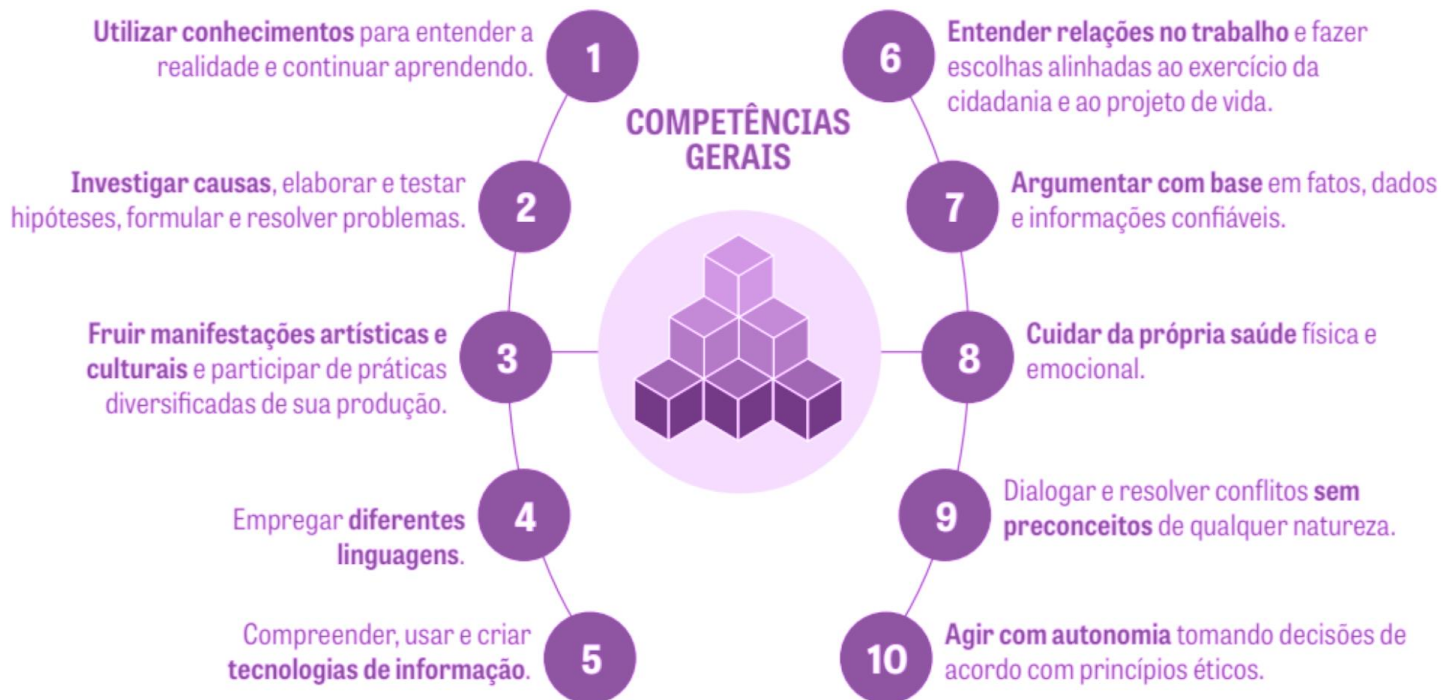 COMPETÊNCIAS
GERAIS
1
Utilizar conhecimentos para entender a
realidade e continuar aprendendo.
2
Investigar causas, elaborar e testar
hipóteses, formular e resolver problemas.
3
Fruir manifestações artísticas e
culturais e participar de práticas
diversificadas de sua produção.
4
Empregar diferentes
linguagens.
5
Compreender, usar e criar
tecnologias de informação.
6
Entender relações no trabalho e fazer
escolhas alinhadas ao exercício da
cidadania e ao projeto de vida.
7
Argumentar com base em fatos, dados
e informações confiáveis.
8
Cuidar da própria saúde física e
emocional.
9
Dialogar e resolver conflitos sem
preconceitos de qualquer natureza.
10
Agir com autonomia tomando decisões de
acordo com princípios éticos.